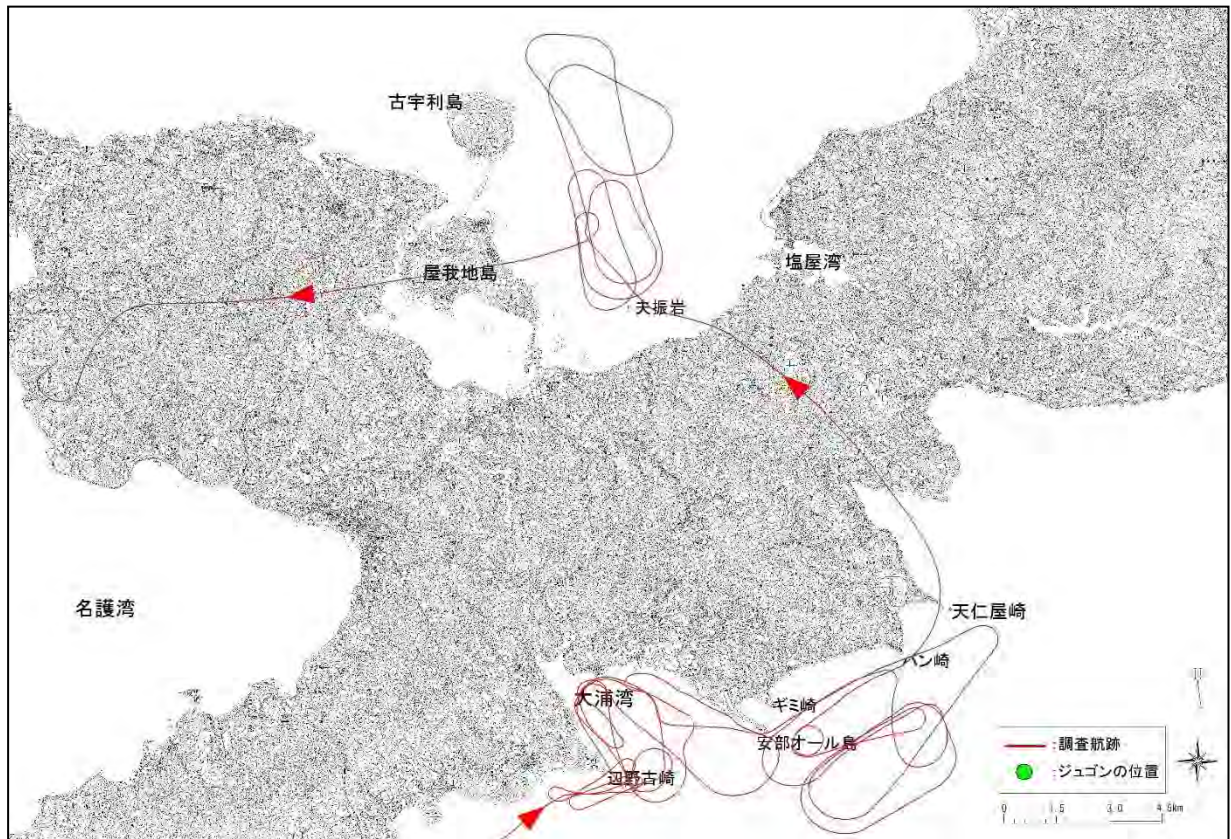 古宇利島
屋我地島
塩屋湾
夫振岩
名護湾
天仁屋崎
バン崎
大浦湾
ギミ崎
安部オール島
辺野古崎
:調査航跡
:ジュゴンの位置
0 1.5 3.0 4.5km